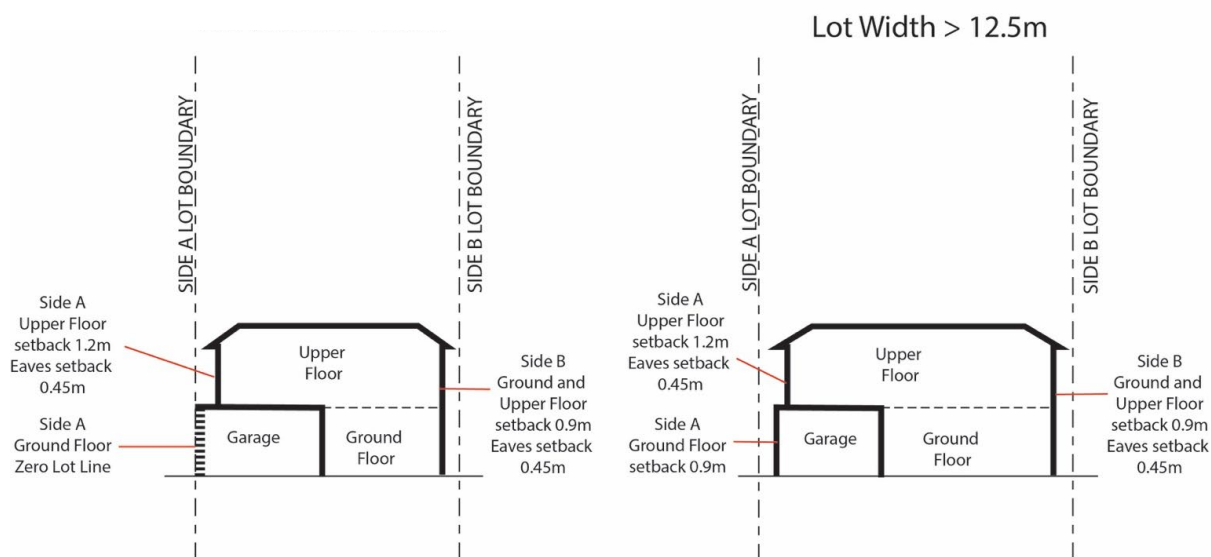 Lot Width > 12.5m
SIDE A LOT BOUNDARY
SIDE B LOT BOUNDARY
Side A
Upper Floor
setback 1.2m
Eaves setback
0.45m
Side A
Ground Floor
Zero Lot Line
Upper
Floor
Garage
Ground
Floor
Side B
Ground and
Upper Floor
setback 0.9m
Eaves setback
0.45m
SIDE A LOT BOUNDARY
SIDE B LOT BOUNDARY
Side A
Upper Floor
setback 1.2m
Eaves setback
0.45m
Side A
Ground Floor
setback 0.9m
Upper
Floor
Garage
Ground
Floor
Side B
Ground and
Upper Floor
setback 0.9m
Eaves setback
0.45m